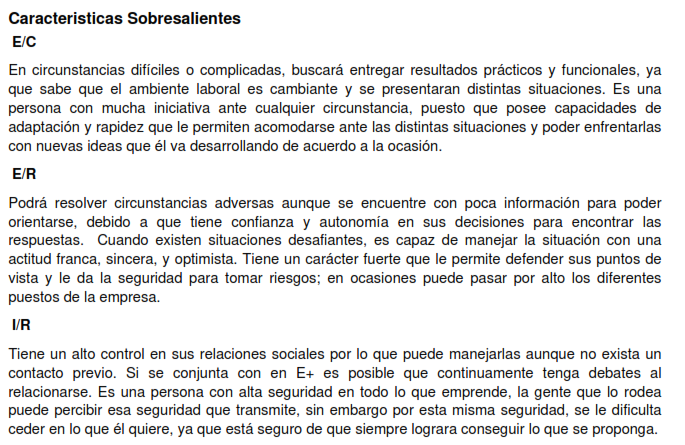 Caracteristicas Sobresalientes
E/C
En circunstancias difíciles o complicadas, buscará entregar resultados prácticos y funcionales, ya
que sabe que el ambiente laboral es cambiante y se presentaran distintas situaciones. Es una
persona con mucha iniciativa ante cualquier circunstancia, puesto que posee capacidades de
adaptación y rapidez que le permiten acomodarse ante las distintas situaciones y poder enfrentarlas
con nuevas ideas que él va desarrollando de acuerdo a la ocasión.
E/R
Podrá resolver circunstancias adversas aunque se encuentre con poca información para poder
orientarse, debido a que tiene confianza y autonomía en sus decisiones para encontrar las
respuestas. Cuando existen situaciones desafiantes, es capaz de manejar la situación con una
actitud franca, sincera, y optimista. Tiene un carácter fuerte que le permite defender sus puntos de
vista y le da la seguridad para tomar riesgos; en ocasiones puede pasar por alto los diferentes
puestos de la empresa.
I/R
Tiene un alto control en sus relaciones sociales por lo que puede manejarlas aunque no exista un
contacto previo. Si se conjunta con en E+ es posible que continuamente tenga debates al
relacionarse. Es una persona con alta seguridad en todo lo que emprende, la gente que lo rodea
puede percibir esa seguridad que transmite, sin embargo por esta misma seguridad, se le dificulta
ceder en lo que él quiere, ya que está seguro de que siempre lograra conseguir lo que se proponga.